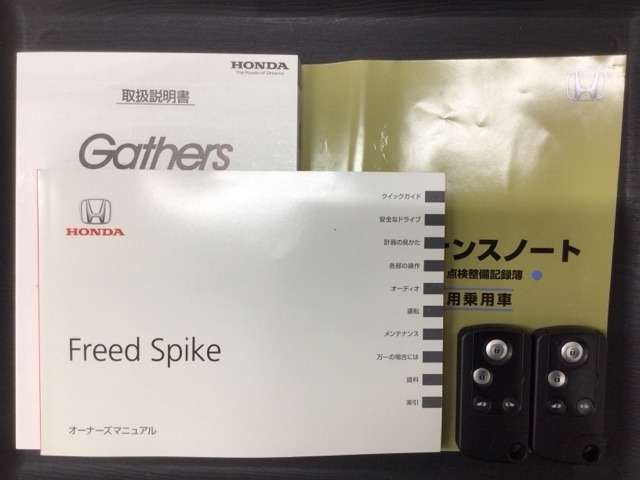 HONDA
The Power of Dreams
取扱説明書
Gathers
ンスノート
点検整備記録簿
用乗用車
HONDA
クイックガイド
安全なドライブ
計器の見かた
各部の操作
オーディオ
運転
メンテナンス
万一の場合には
資料
索引
Freed Spike
オーナーズマニュアル